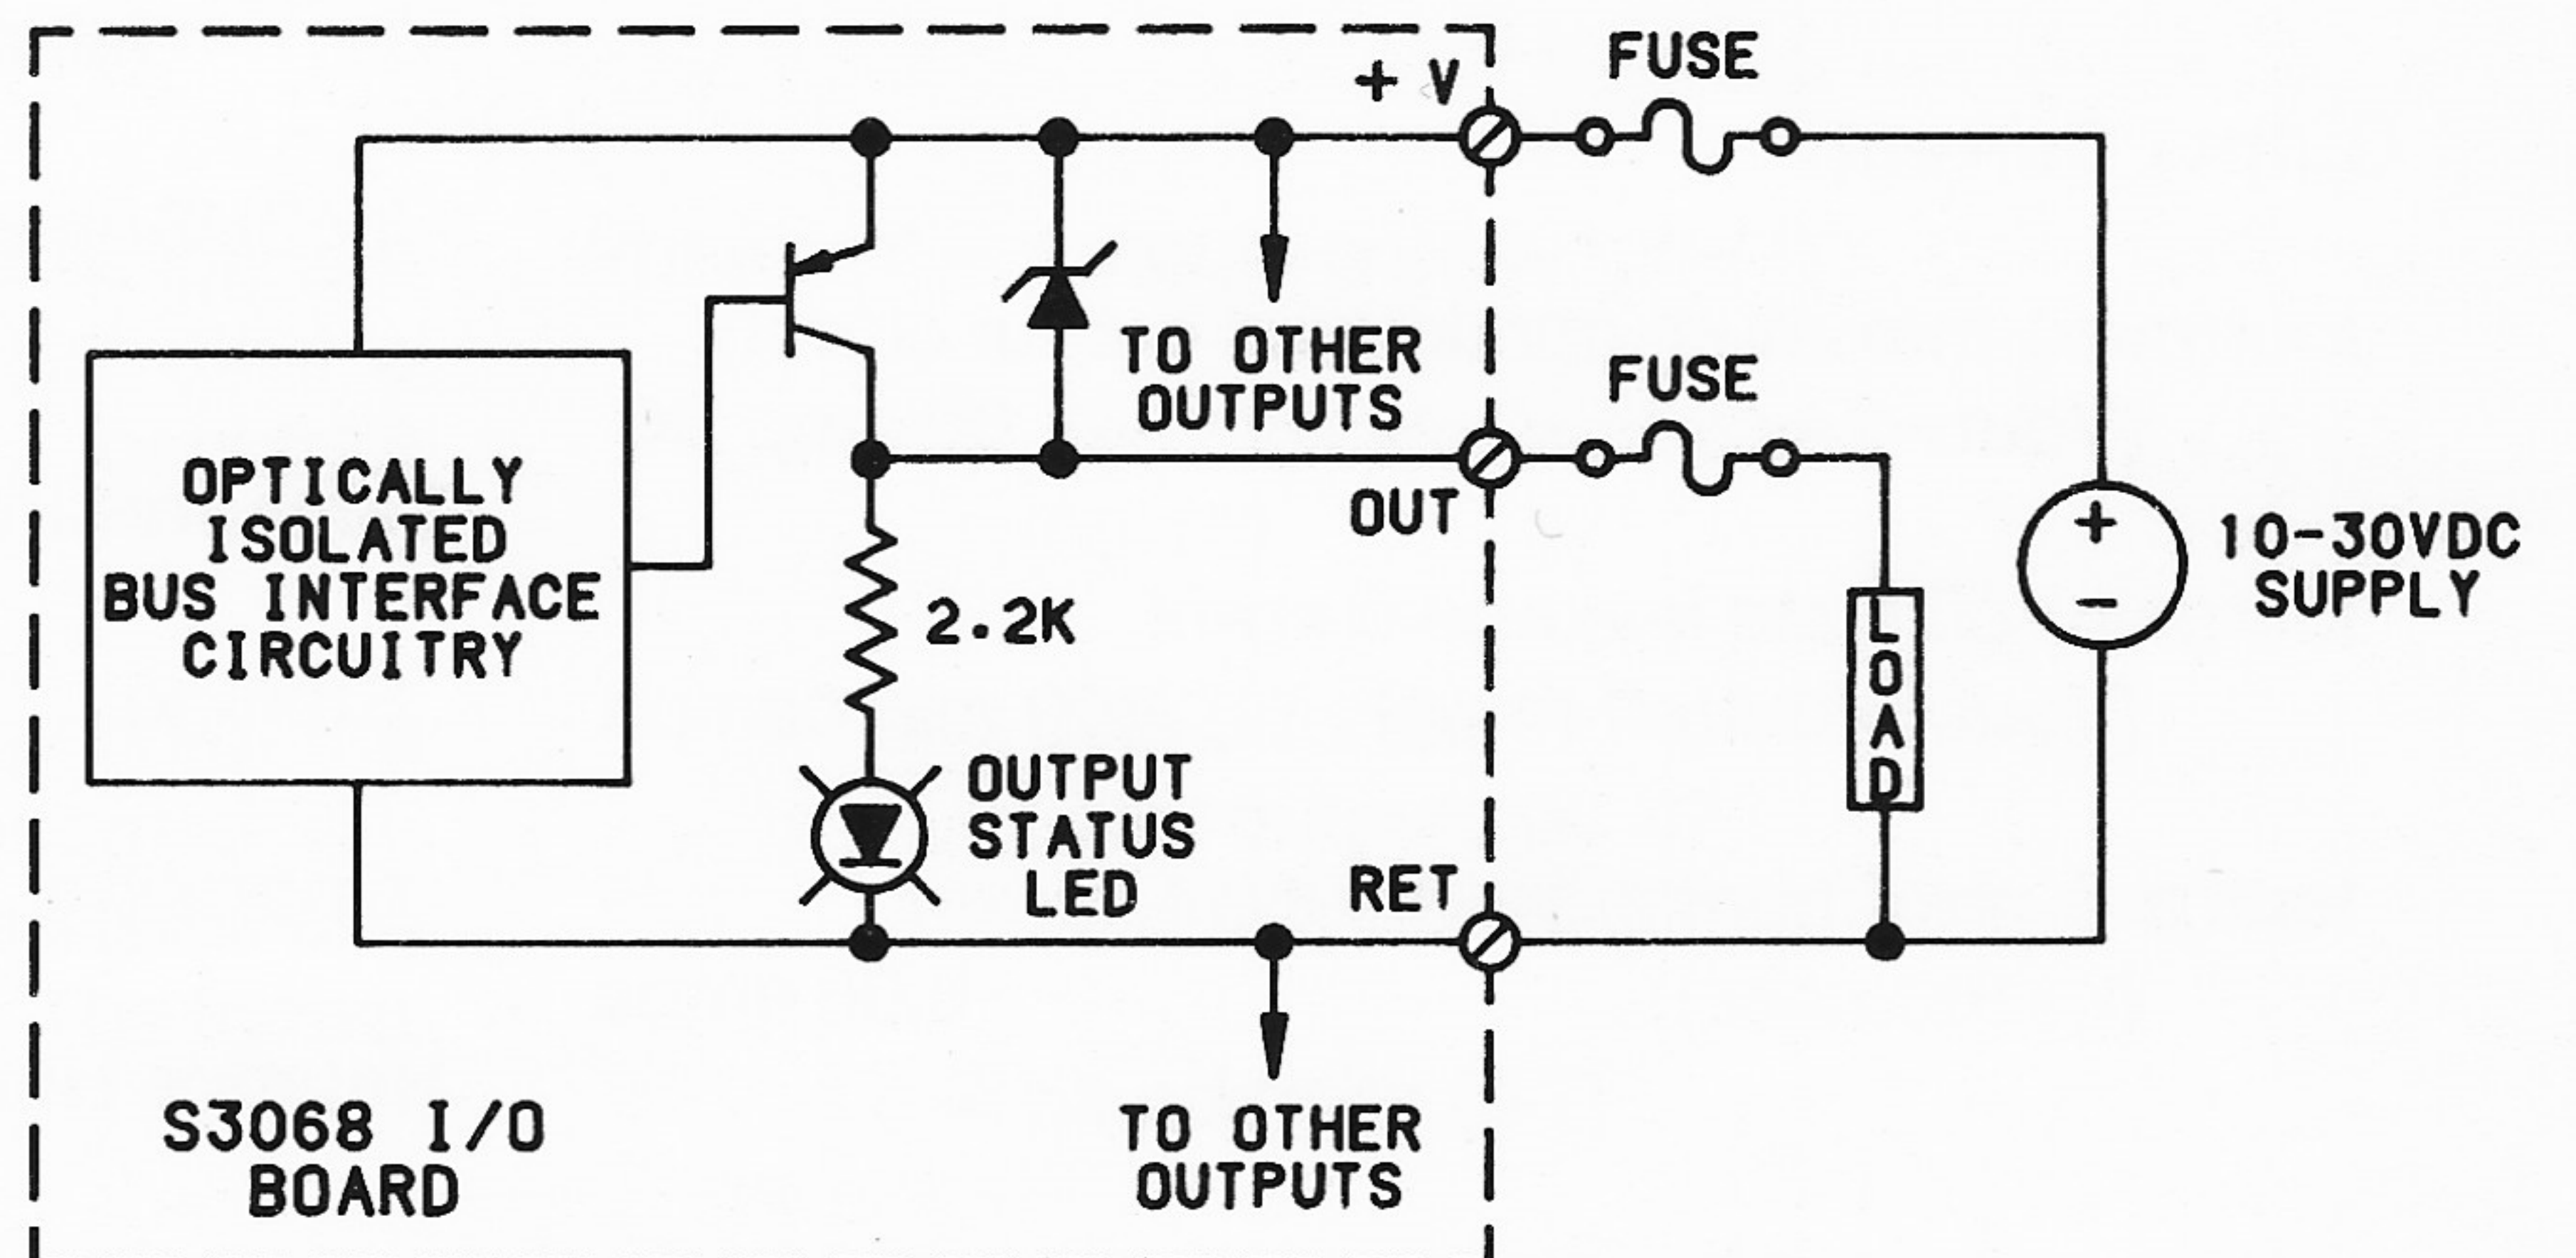 + V
FUSE
TO OTHER
OUTPUTS
FUSE
OUT
OPTICALLY
ISOLATED
BUS INTERFACE
CIRCUITRY
2.2K
+
-
10-30VDC
SUPPLY
LOAD
OUTPUT
STATUS
LED
RET
TO OTHER
OUTPUTS
S3068 I/O
BOARD